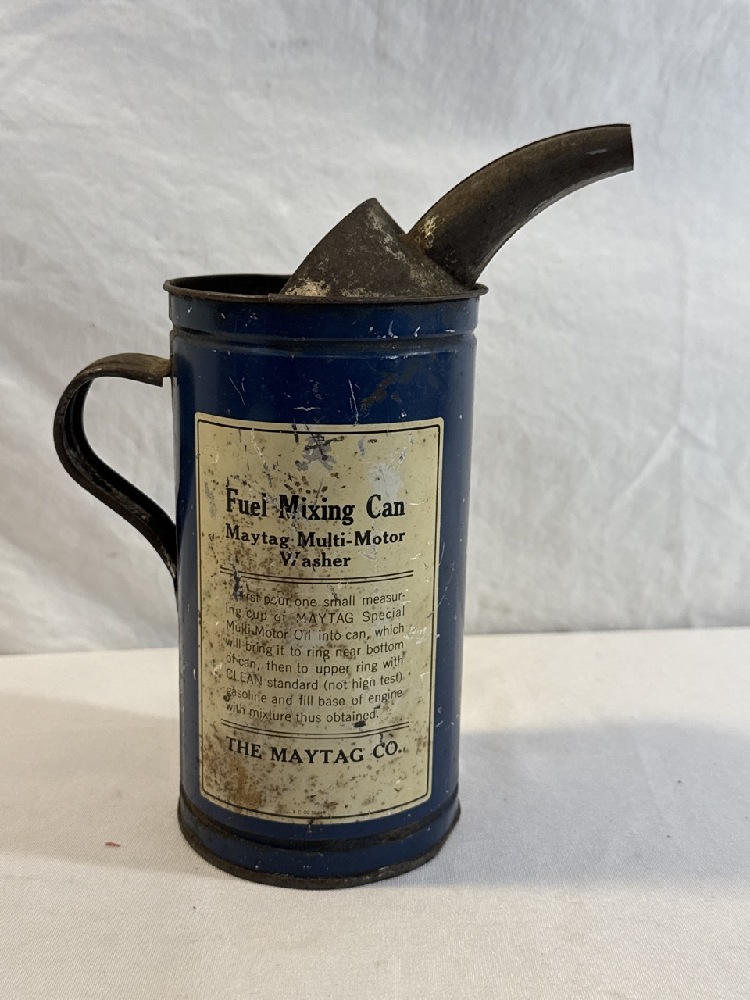 Fuel Mixing Can
Maytag Multi-Motor
Washer
First pour one small measur-
ing cup of MAYTAG Special
Multi-Motor Oil into can, which
will bring it to ring near bottom
of can, then to upper ring with
CLEAN standard (not high test)
gasoline and fill base of engine
with mixture thus obtained.
THE MAYTAG CO.